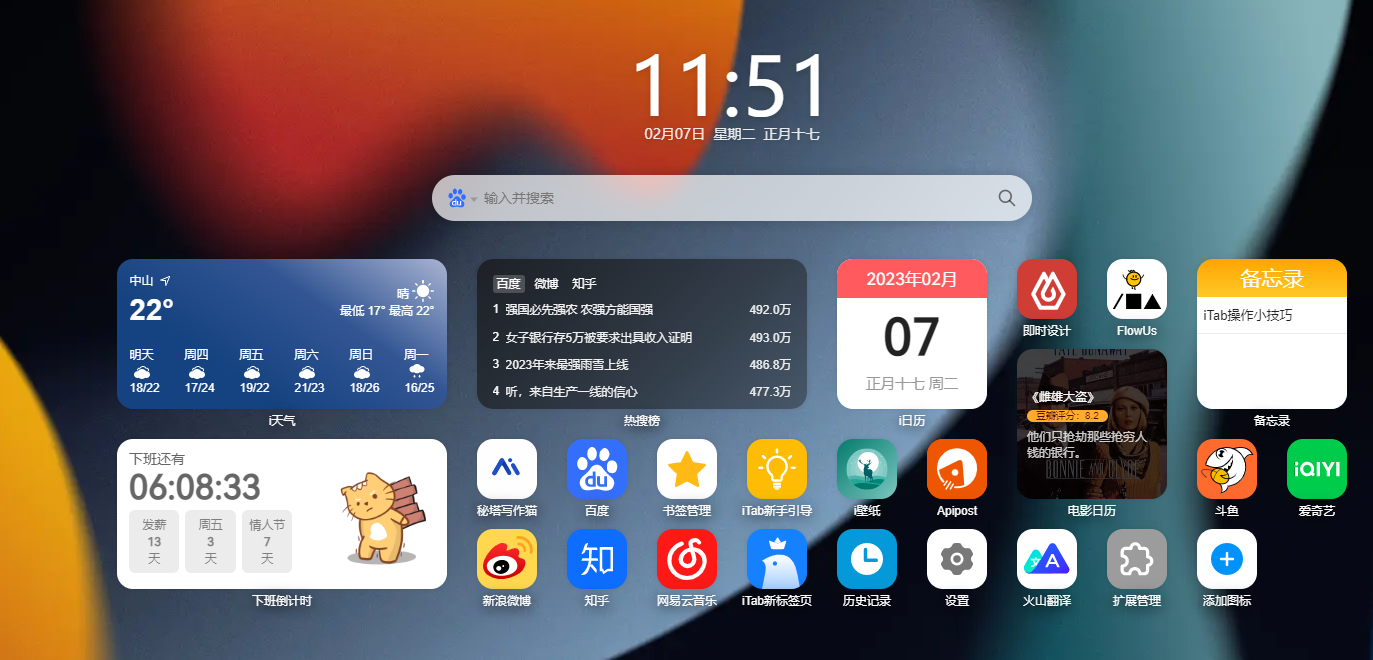 11:51
02月07日 星期二 正月十七
du 输入并搜索
中山
22°
晴
最低 17° 最高 22°
明天 周四 周五 周六 周日 周一
18/22 17/24 19/22 21/23 18/26 16/25
i天气
百度 微博 知乎
1 强国必先强农 农强方能国强 492.0万
2 女子银行存5万被要求出具收入证明 493.0万
3 2023年来最强雨雪上线 486.8万
4 听，来自生产一线的信心 477.3万
热搜榜
2023年02月
07
正月十七 周二
i日历
即时设计
FlowUs
《雌雄大盗》
豆瓣评分：8.2
他们只抢劫那些抢穷人
钱的银行。
BONNIE AND CLYDE
电影日历
备忘录
iTab操作小技巧
备忘录
下班还有
06:08:33
发薪 周五 情人节
13 3 7
天 天 天
下班倒计时
秘塔写作猫
du
百度
书签管理
iTab新手引导
i壁纸
Apipost
斗鱼
iQIYI
爱奇艺
新浪微博
知
知乎
网易云音乐
iTab新标签页
历史记录
设置
火山翻译
扩展管理
添加图标